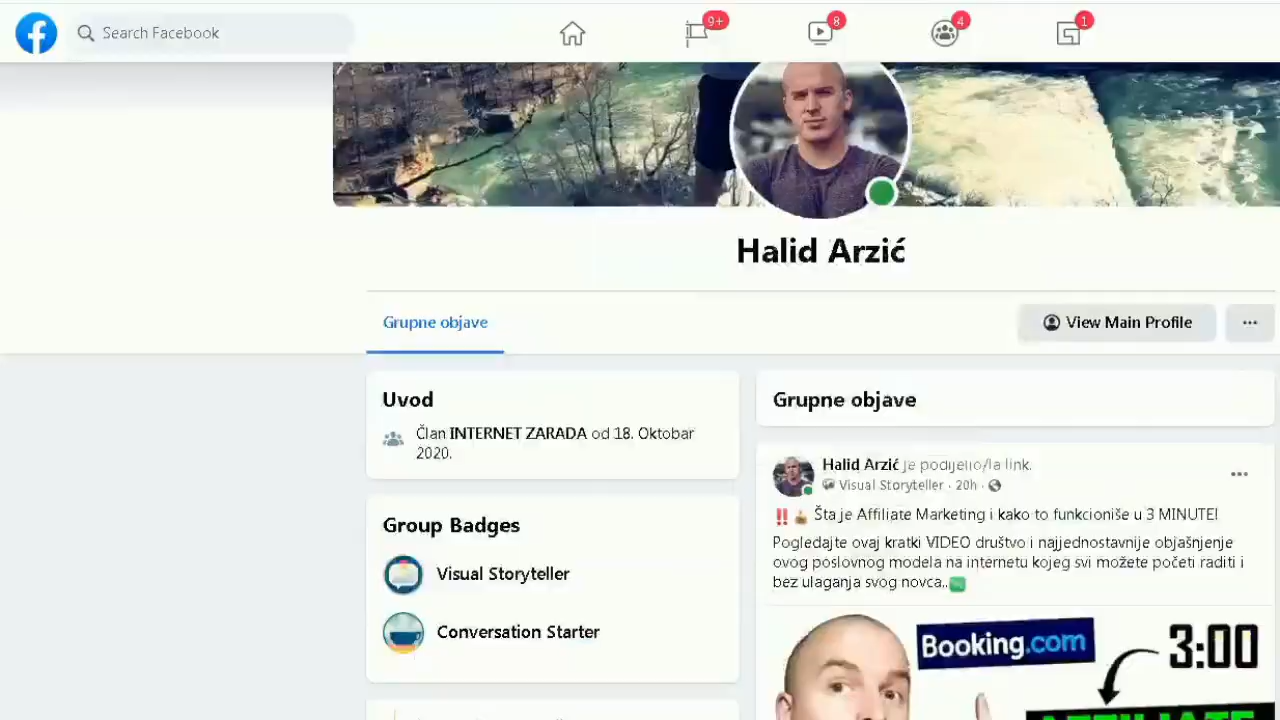 Search Facebook
9+
8
4
1
Halid Arzić
Grupne objave
View Main Profile
Uvod
Član INTERNET ZARADA od 18. Oktobar
2020.
Group Badges
Visual Storyteller
Conversation Starter
Grupne objave
Halid Arzić je podijelio/la link.
Visual Storyteller · 20h ·
‼️ Šta je Affiliate Marketing i kako to funkcioniše u 3 MINUTE!
Pogledajte ovaj kratki VIDEO društvo i najjednostavnije objašnjenje
ovog poslovnog modela na internetu kojeg svi možete početi raditi i
bez ulaganja svog novca..
Booking.com
3:00
AFFILIATE